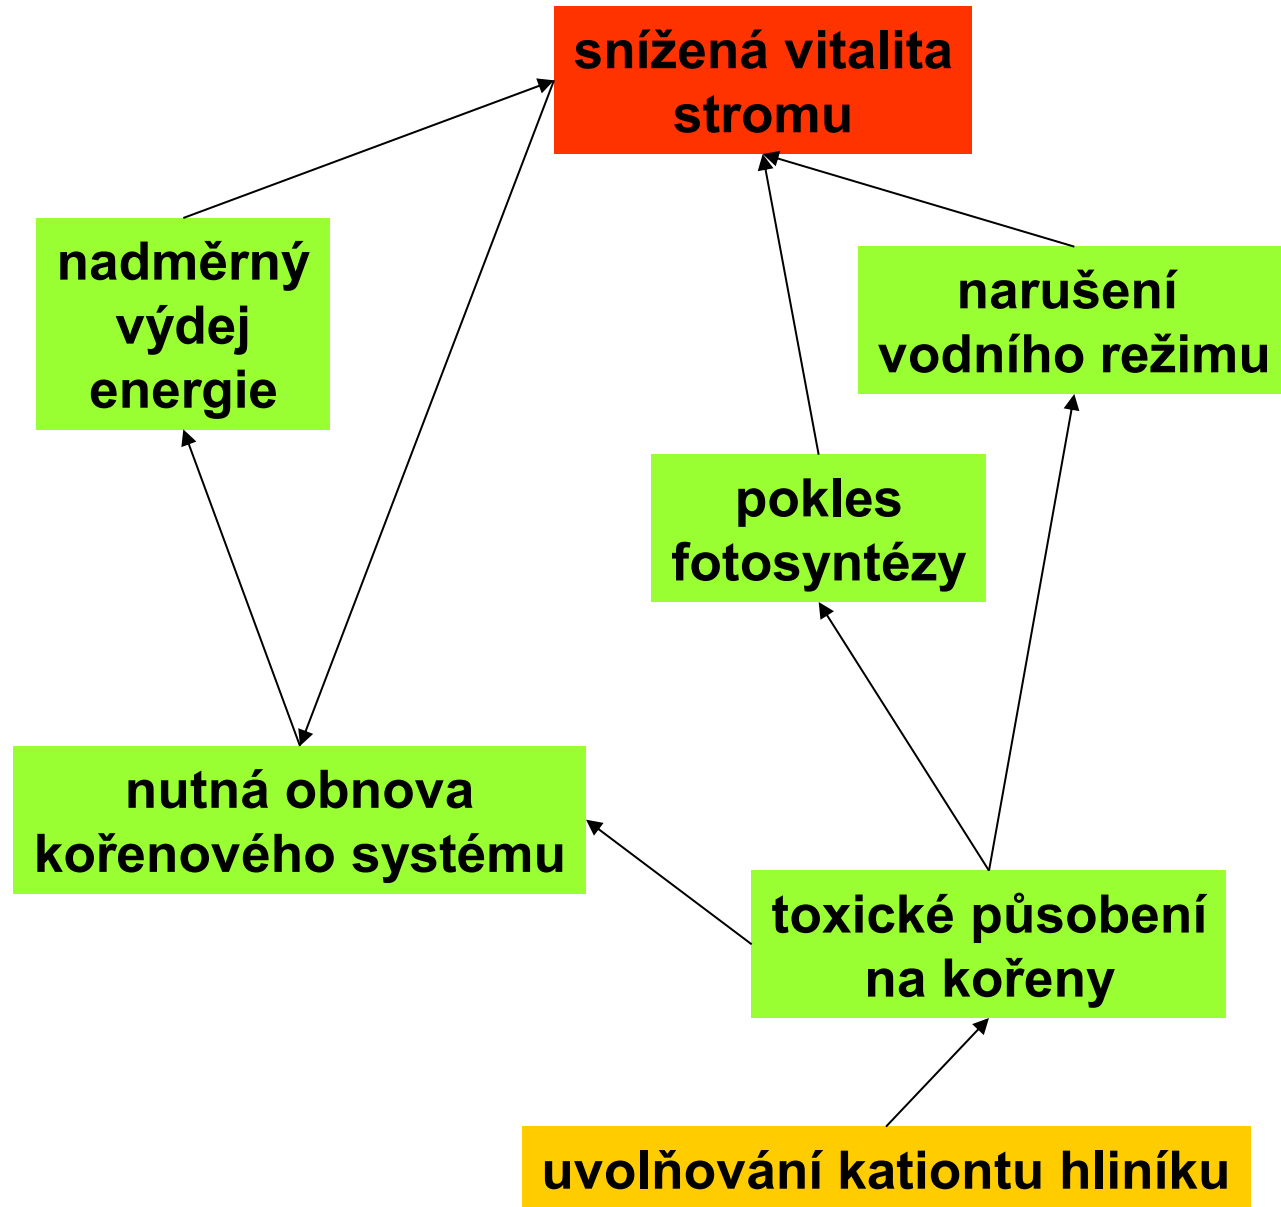 snížená vitalita
stromu
nadměrný
výdej
energie
narušení
vodního režimu
pokles
fotosyntézy
nutná obnova
kořenového systému
toxické působení
na kořeny
uvolňování kationtu hliníku